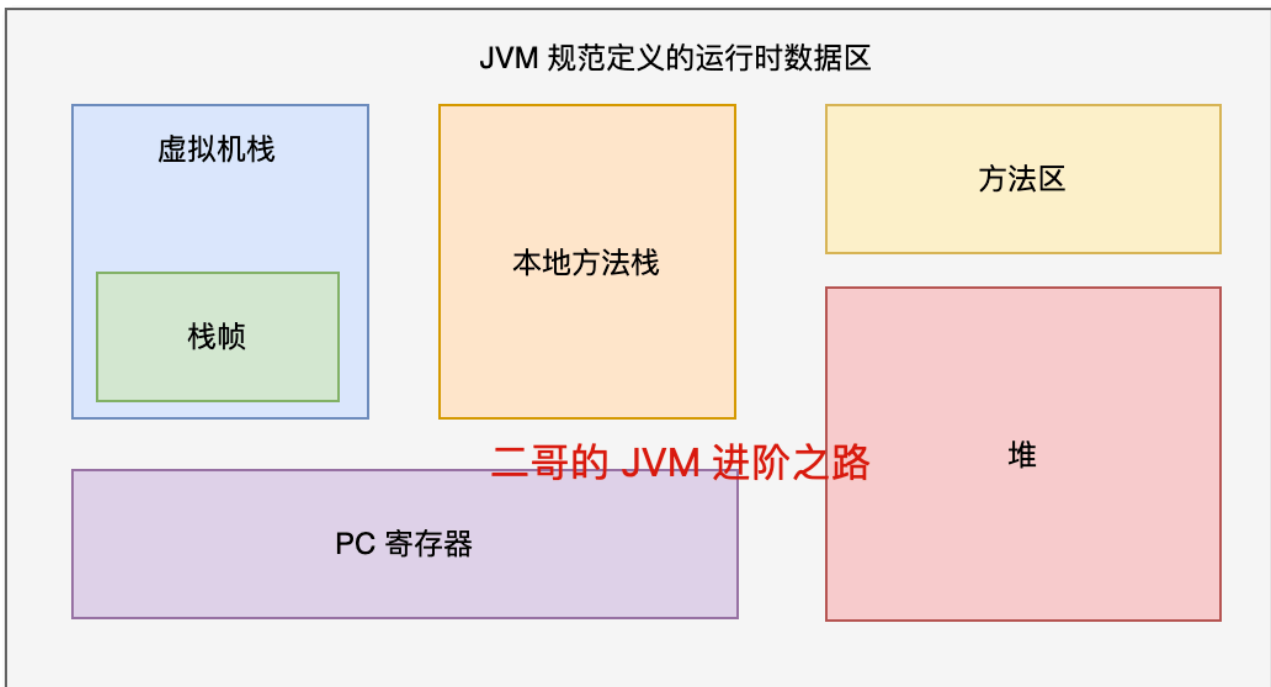 JVM 规范定义的运行时数据区
虚拟机栈
栈帧
本地方法栈
方法区
堆
二哥的 JVM 进阶之路
PC 寄存器